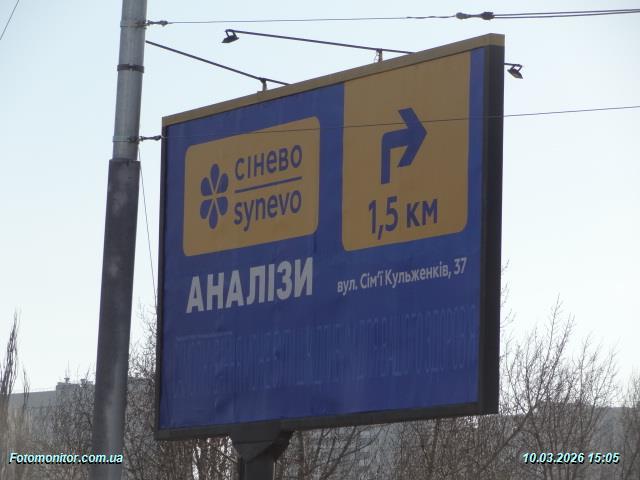 сінево
synevo
1,5 км
АНАЛІЗИ
вул. Сім'ї Кульженків, 37
Fotomonitor.com.ua
10.03.2026 15:05